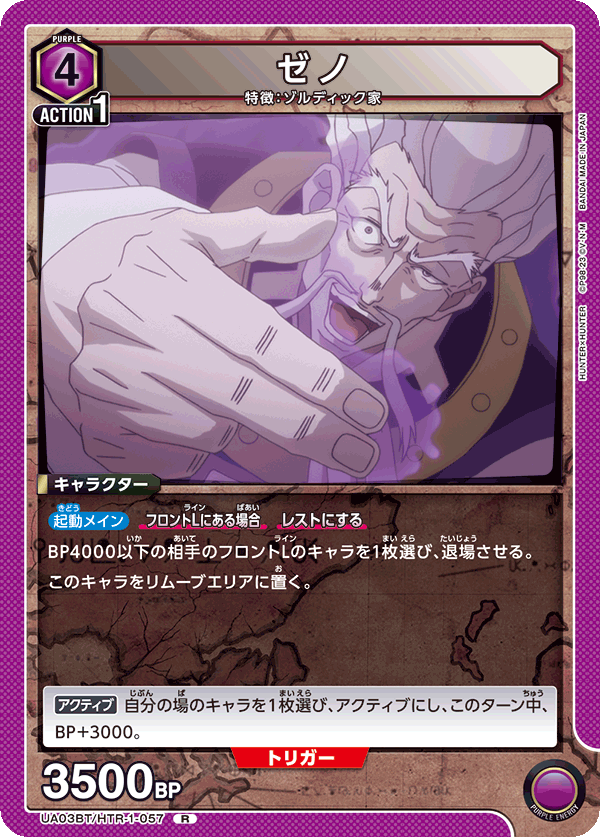 PURPLE
4
ACTION1
ゼノ
特徴：ゾルディック家
BANDAI MADE IN JAPAN
©P98-23 ©V・N・M
HUNTER×HUNTER
キャラクター
起動メイン フロントLにある場合 レストにする
BP4000以下の相手のフロントLのキャラを1枚選び、退場させる。
このキャラをリムーブエリアに置く。
アクティブ 自分の場のキャラを1枚選び、アクティブにし、このターン中、
BP+3000。
トリガー
3500BP
UA03BT/HTR-1-057 R
PURPLE ENERGY